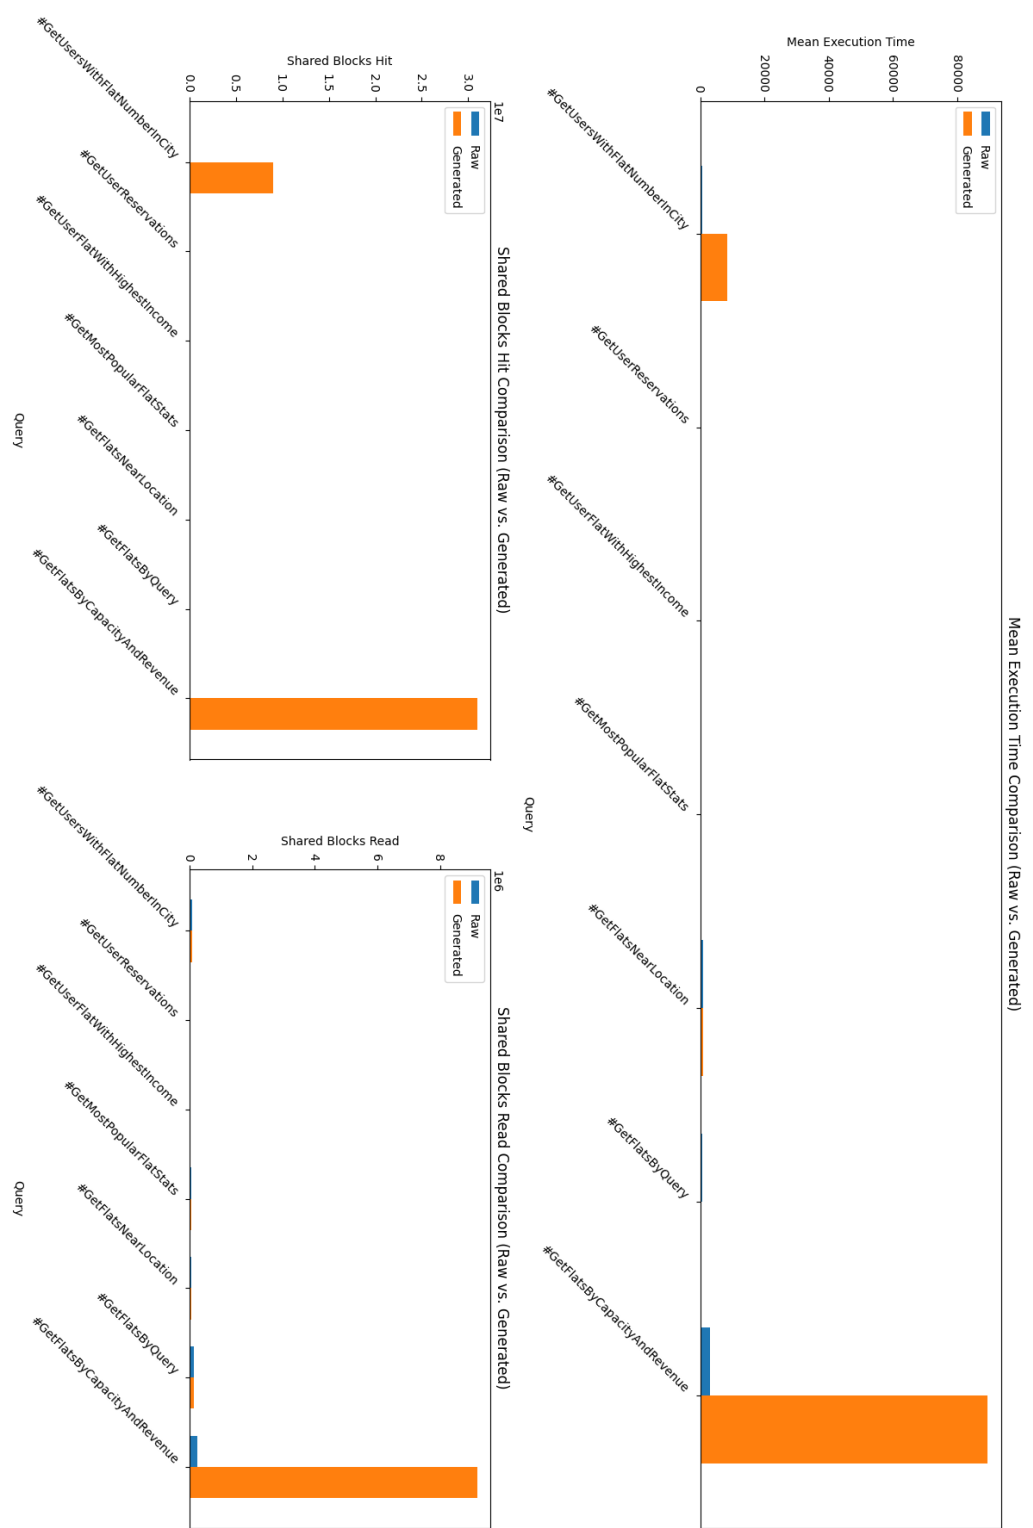 Mean Execution Time Comparison (Raw vs. Generated)
Mean Execution Time
80000
60000
40000
20000
0
Raw
Generated
#GetUsersWithFlatNumberInCity
#GetUserReservations
#GetUserFlatWithHighestIncome
#GetMostPopularFlatStats
#GetFlatsNearLocation
#GetFlatsByQuery
#GetFlatsByCapacityAndRevenue
Query
Shared Blocks Hit Comparison (Raw vs. Generated)
1e7
Shared Blocks Hit
3.0
2.5
2.0
1.5
1.0
0.5
0.0
Raw
Generated
#GetUsersWithFlatNumberInCity
#GetUserReservations
#GetUserFlatWithHighestIncome
#GetMostPopularFlatStats
#GetFlatsNearLocation
#GetFlatsByQuery
#GetFlatsByCapacityAndRevenue
Query
Shared Blocks Read Comparison (Raw vs. Generated)
1e6
Shared Blocks Read
8
6
4
2
0
Raw
Generated
#GetUsersWithFlatNumberInCity
#GetUserReservations
#GetUserFlatWithHighestIncome
#GetMostPopularFlatStats
#GetFlatsNearLocation
#GetFlatsByQuery
#GetFlatsByCapacityAndRevenue
Query